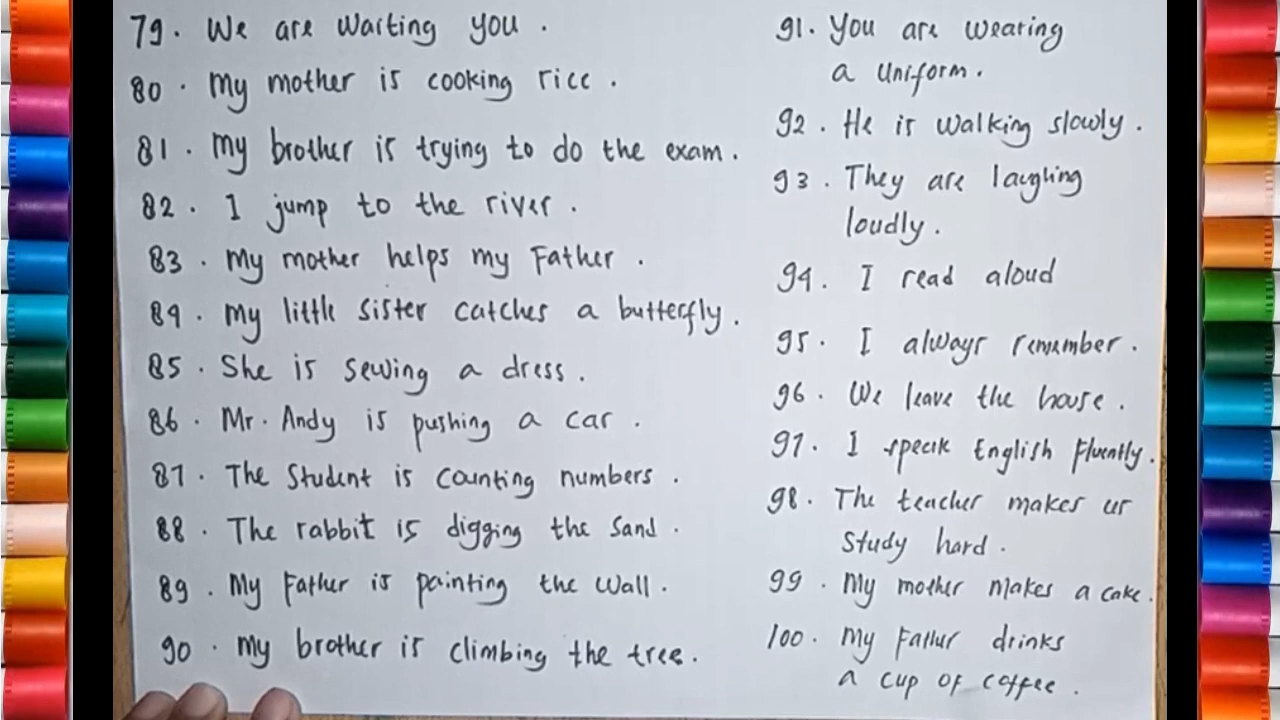 79. We are waiting you.
80. My mother is cooking rice.
81. My brother is trying to do the exam.
82. I jump to the river.
83. My mother helps my Father.
84. My little sister catches a butterfly.
85. She is sewing a dress.
86. Mr. Andy is pushing a car.
87. The Student is counting numbers.
88. The rabbit is digging the sand.
89. My Father is painting the wall.
90. My brother is climbing the tree.
91. You are wearing
a uniform.
92. He is walking slowly.
93. They are laughing
loudly.
94. I read aloud
95. I always remember.
96. We leave the house.
97. I speak English Fluently.
98. The teacher makes us
study hard.
99. My mother makes a cake.
100. My Father drinks
a cup of coffee.